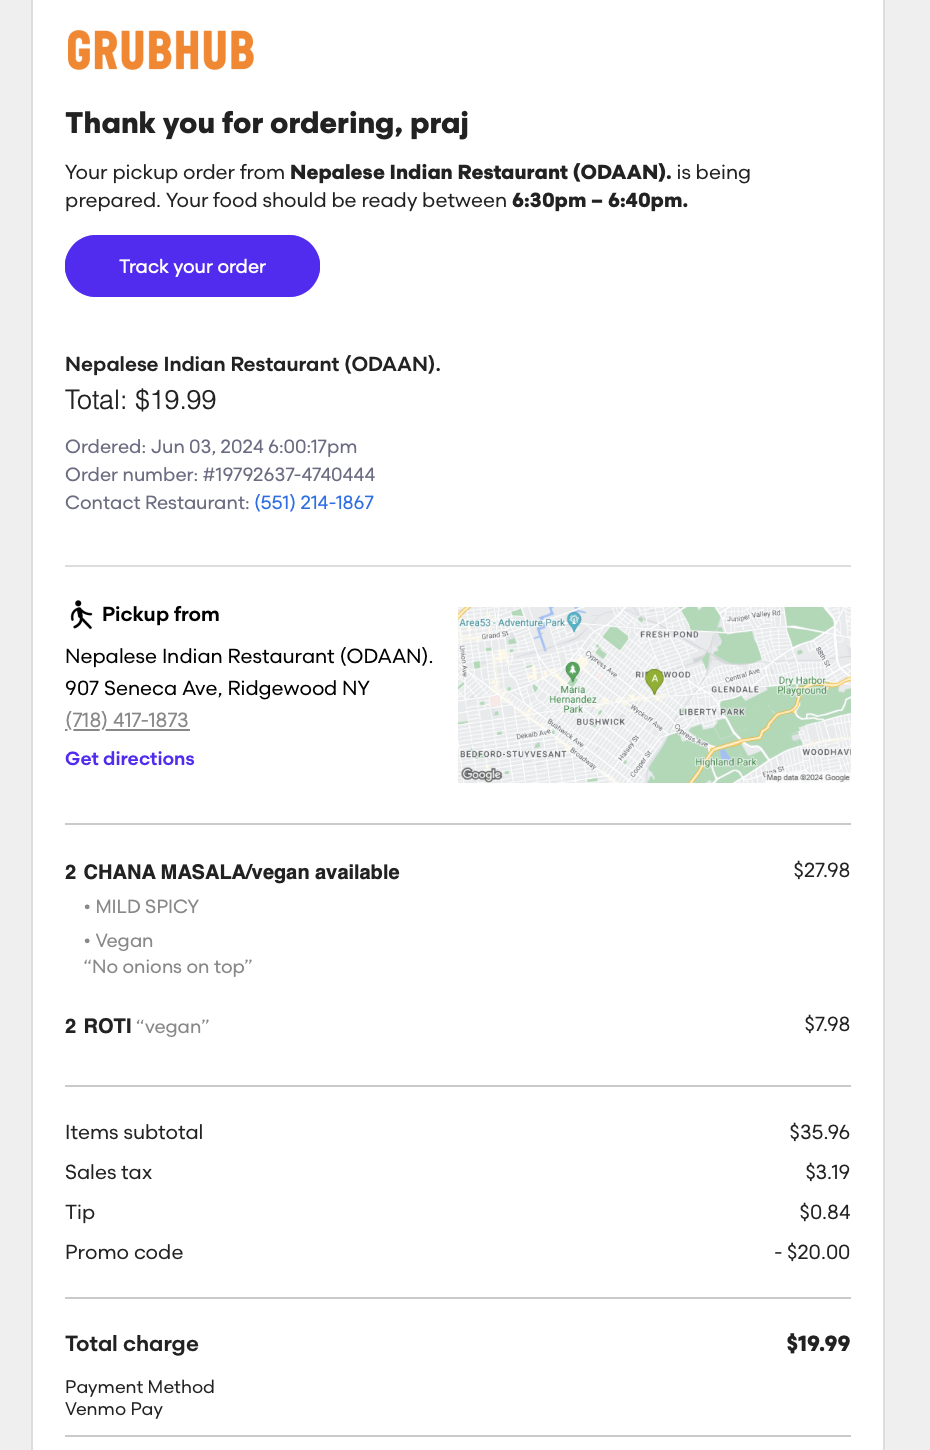 GRUBHUB
Thank you for ordering, praj
Your pickup order from Nepalese Indian Restaurant (ODAAN). is being
prepared. Your food should be ready between 6:30pm – 6:40pm.
Track your order
Nepalese Indian Restaurant (ODAAN).
Total: $19.99
Ordered: Jun 03, 2024 6:00:17pm
Order number: #19792637-4740444
Contact Restaurant: (551) 214-1867
Pickup from
Nepalese Indian Restaurant (ODAAN).
907 Seneca Ave, Ridgewood NY
(718) 417-1873
Get directions
Juniper Valley Rd
Area53 - Adventure Park
Grand St
FRESH POND
Union Ave
88th St
Cypress Ave
RI WOOD
A
Central Ave
GLENDALE
Dry Harbor
Playground
Maria
Hernandez
Park
LIBERTY PARK
Wyckoff Ave
BUSHWICK
Bushwick Ave
Dekalb Ave
Cypress Ave
Halsey St
BEDFORD-STUYVESANT
Broadway
Cooper St
Highland Park
WOODHAV
Google
Map data ©2024 Google
2 CHANA MASALA/vegan available $27.98
• MILD SPICY
• Vegan
“No onions on top”
2 ROTI “vegan” $7.98
Items subtotal $35.96
Sales tax $3.19
Tip $0.84
Promo code - $20.00
Total charge $19.99
Payment Method
Venmo Pay